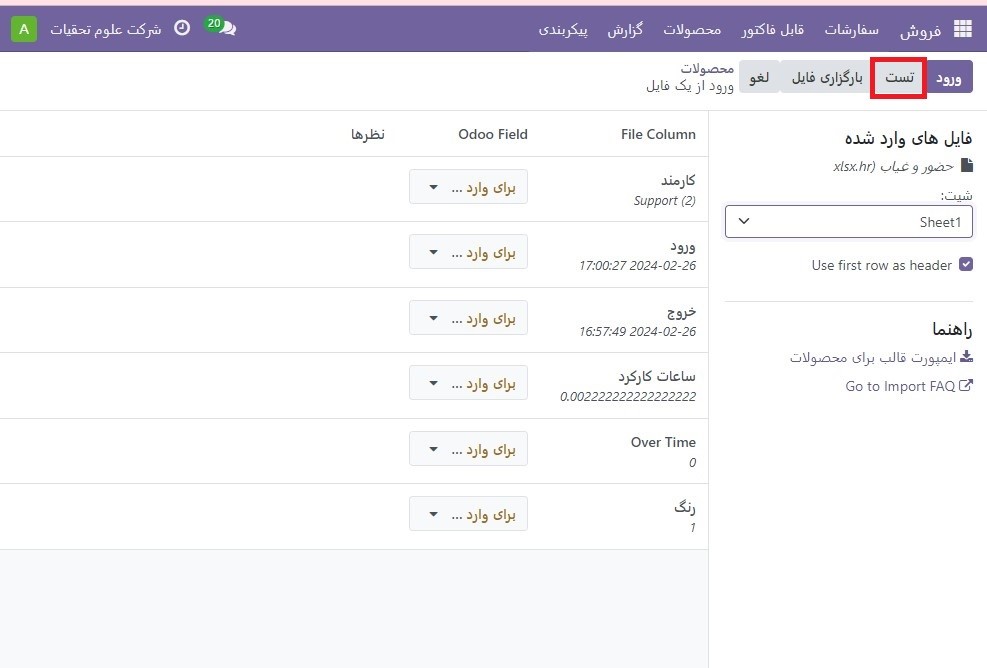 فروش سفارشات قابل فاکتور محصولات گزارش پیکربندی 20 شرکت علوم تحقیات A
ورود تست بارگزاری فایل لغو محصولات
ورود از یک فایل
فایل های وارد شده
حضور و غیاب (xlsx.hr
شیت:
Sheet1
Use first row as header
راهنما
ایمپورت قالب برای محصولات
Go to Import FAQ
File Column Odoo Field نظرها
کارمند برای وارد ...
Support (2)
ورود برای وارد ...
17:00:27 2024-02-26
خروج برای وارد ...
16:57:49 2024-02-26
ساعات کارکرد برای وارد ...
0.002222222222222222
Over Time برای وارد ...
0
رنگ برای وارد ...
1